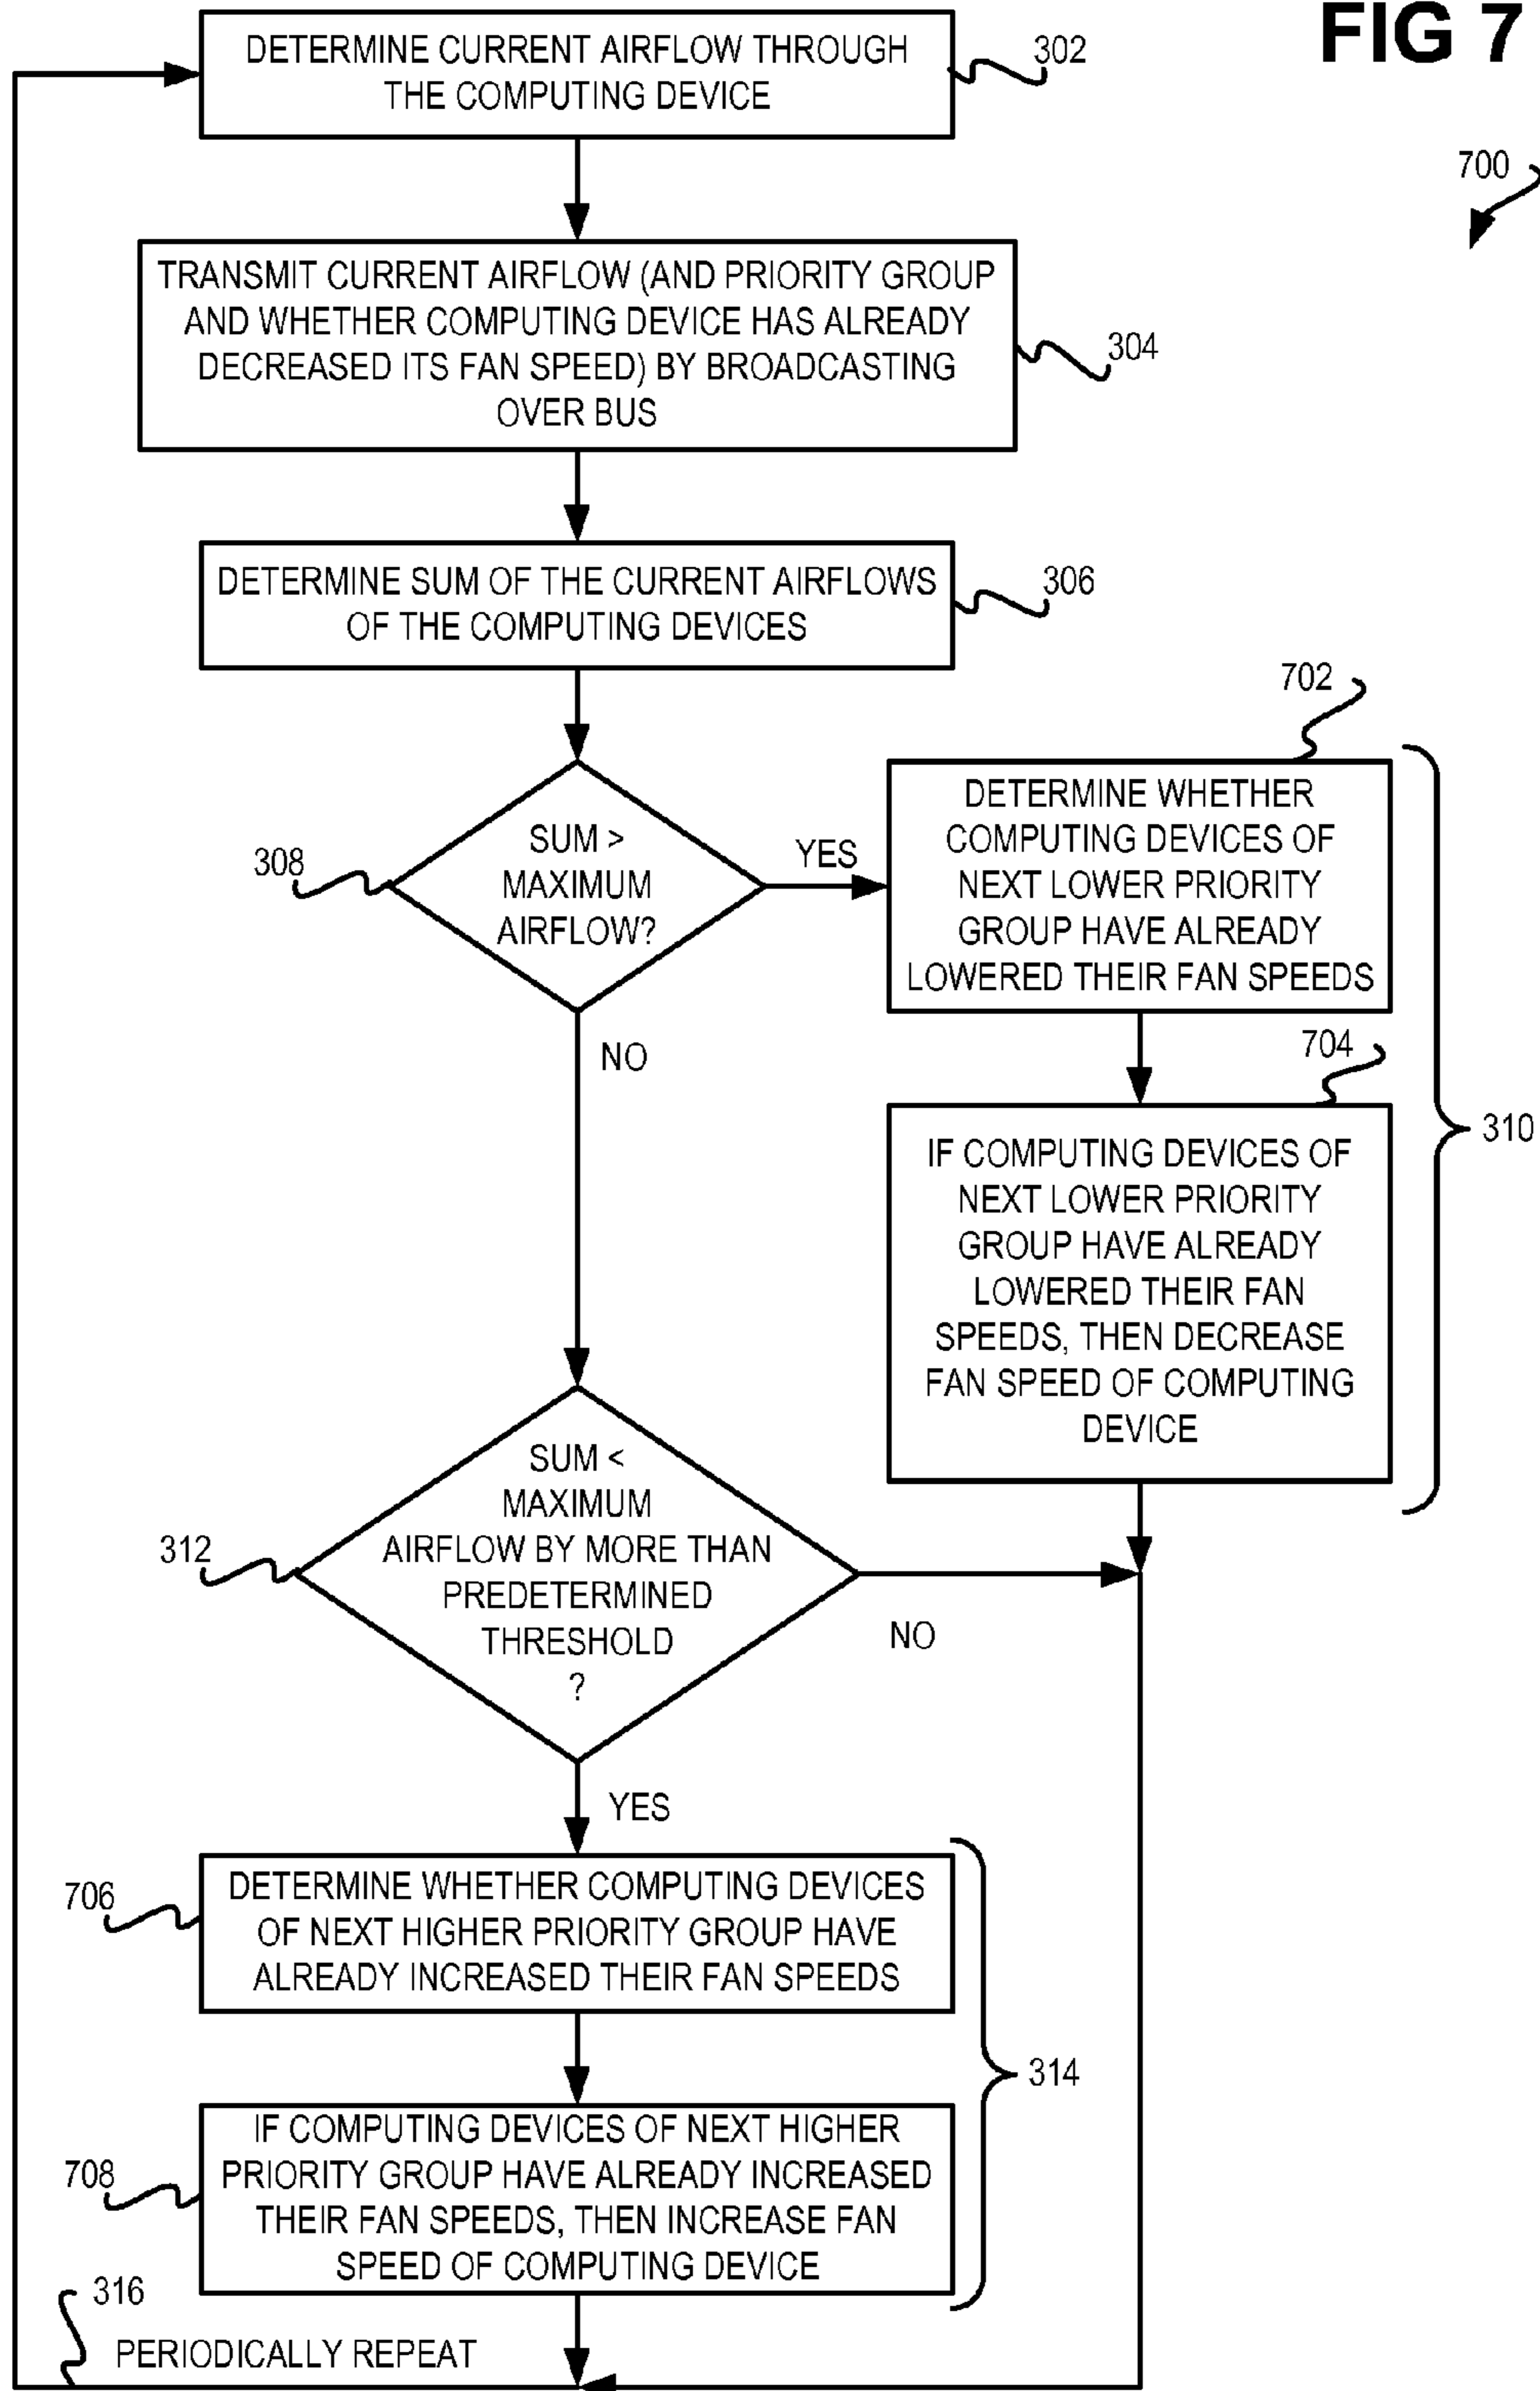 FIG 7
700
DETERMINE CURRENT AIRFLOW THROUGH
THE COMPUTING DEVICE
302
TRANSMIT CURRENT AIRFLOW (AND PRIORITY GROUP
AND WHETHER COMPUTING DEVICE HAS ALREADY
DECREASED ITS FAN SPEED) BY BROADCASTING
OVER BUS
304
DETERMINE SUM OF THE CURRENT AIRFLOWS
OF THE COMPUTING DEVICES
306
308
SUM >
MAXIMUM
AIRFLOW?
YES
NO
702
DETERMINE WHETHER
COMPUTING DEVICES OF
NEXT LOWER PRIORITY
GROUP HAVE ALREADY
LOWERED THEIR FAN SPEEDS
704
IF COMPUTING DEVICES OF
NEXT LOWER PRIORITY
GROUP HAVE ALREADY
LOWERED THEIR FAN
SPEEDS, THEN DECREASE
FAN SPEED OF COMPUTING
DEVICE
310
312
SUM <
MAXIMUM
AIRFLOW BY MORE THAN
PREDETERMINED
THRESHOLD
?
NO
YES
706
DETERMINE WHETHER COMPUTING DEVICES
OF NEXT HIGHER PRIORITY GROUP HAVE
ALREADY INCREASED THEIR FAN SPEEDS
708
IF COMPUTING DEVICES OF NEXT HIGHER
PRIORITY GROUP HAVE ALREADY INCREASED
THEIR FAN SPEEDS, THEN INCREASE FAN
SPEED OF COMPUTING DEVICE
314
316
PERIODICALLY REPEAT